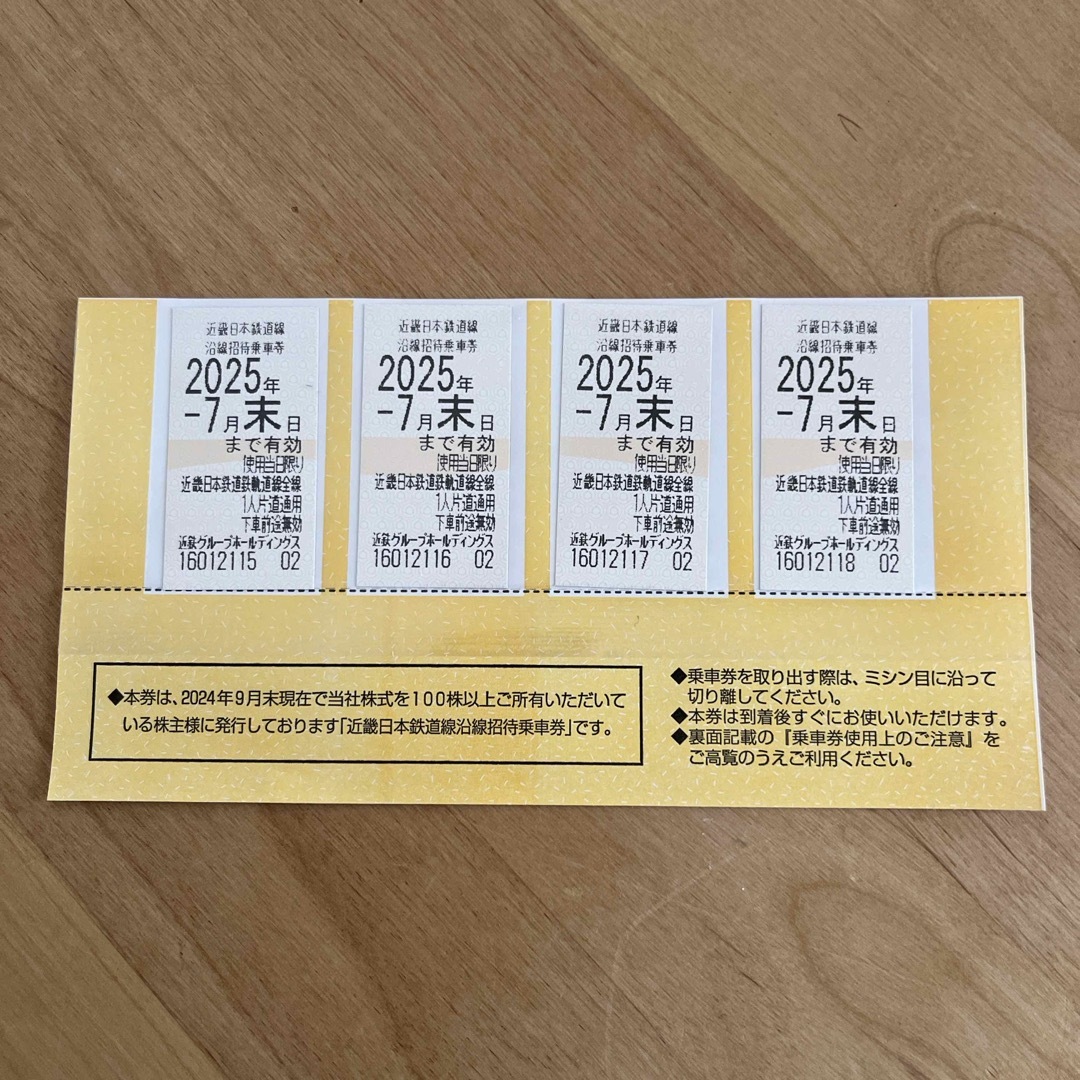 近畿日本鉄道線
沿線招待乗車券
2025年
-7月末日
まで有効
使用当日限り
近畿日本鉄道鉄軌道線全線
1人片道通用
下車前途無効
近鉄グループホールディングス
16012115 02
近畿日本鉄道線
沿線招待乗車券
2025年
-7月末日
まで有効
使用当日限り
近畿日本鉄道鉄軌道線全線
1人片道通用
下車前途無効
近鉄グループホールディングス
16012116 02
近畿日本鉄道線
沿線招待乗車券
2025年
-7月末日
まで有効
使用当日限り
近畿日本鉄道鉄軌道線全線
1人片道通用
下車前途無効
近鉄グループホールディングス
16012117 02
近畿日本鉄道線
沿線招待乗車券
2025年
-7月末日
まで有効
使用当日限り
近畿日本鉄道鉄軌道線全線
1人片道通用
下車前途無効
近鉄グループホールディングス
16012118 02
◆本券は、2024年9月末現在で当社株式を100株以上ご所有いただいて
いる株主様に発行しております「近畿日本鉄道線沿線招待乗車券」です。
◆乗車券を取り出す際は、ミシン目に沿って
切り離してください。
◆本券は到着後すぐにお使いいただけます。
◆裏面記載の『乗車券使用上のご注意』を
ご高覧のうえご利用ください。